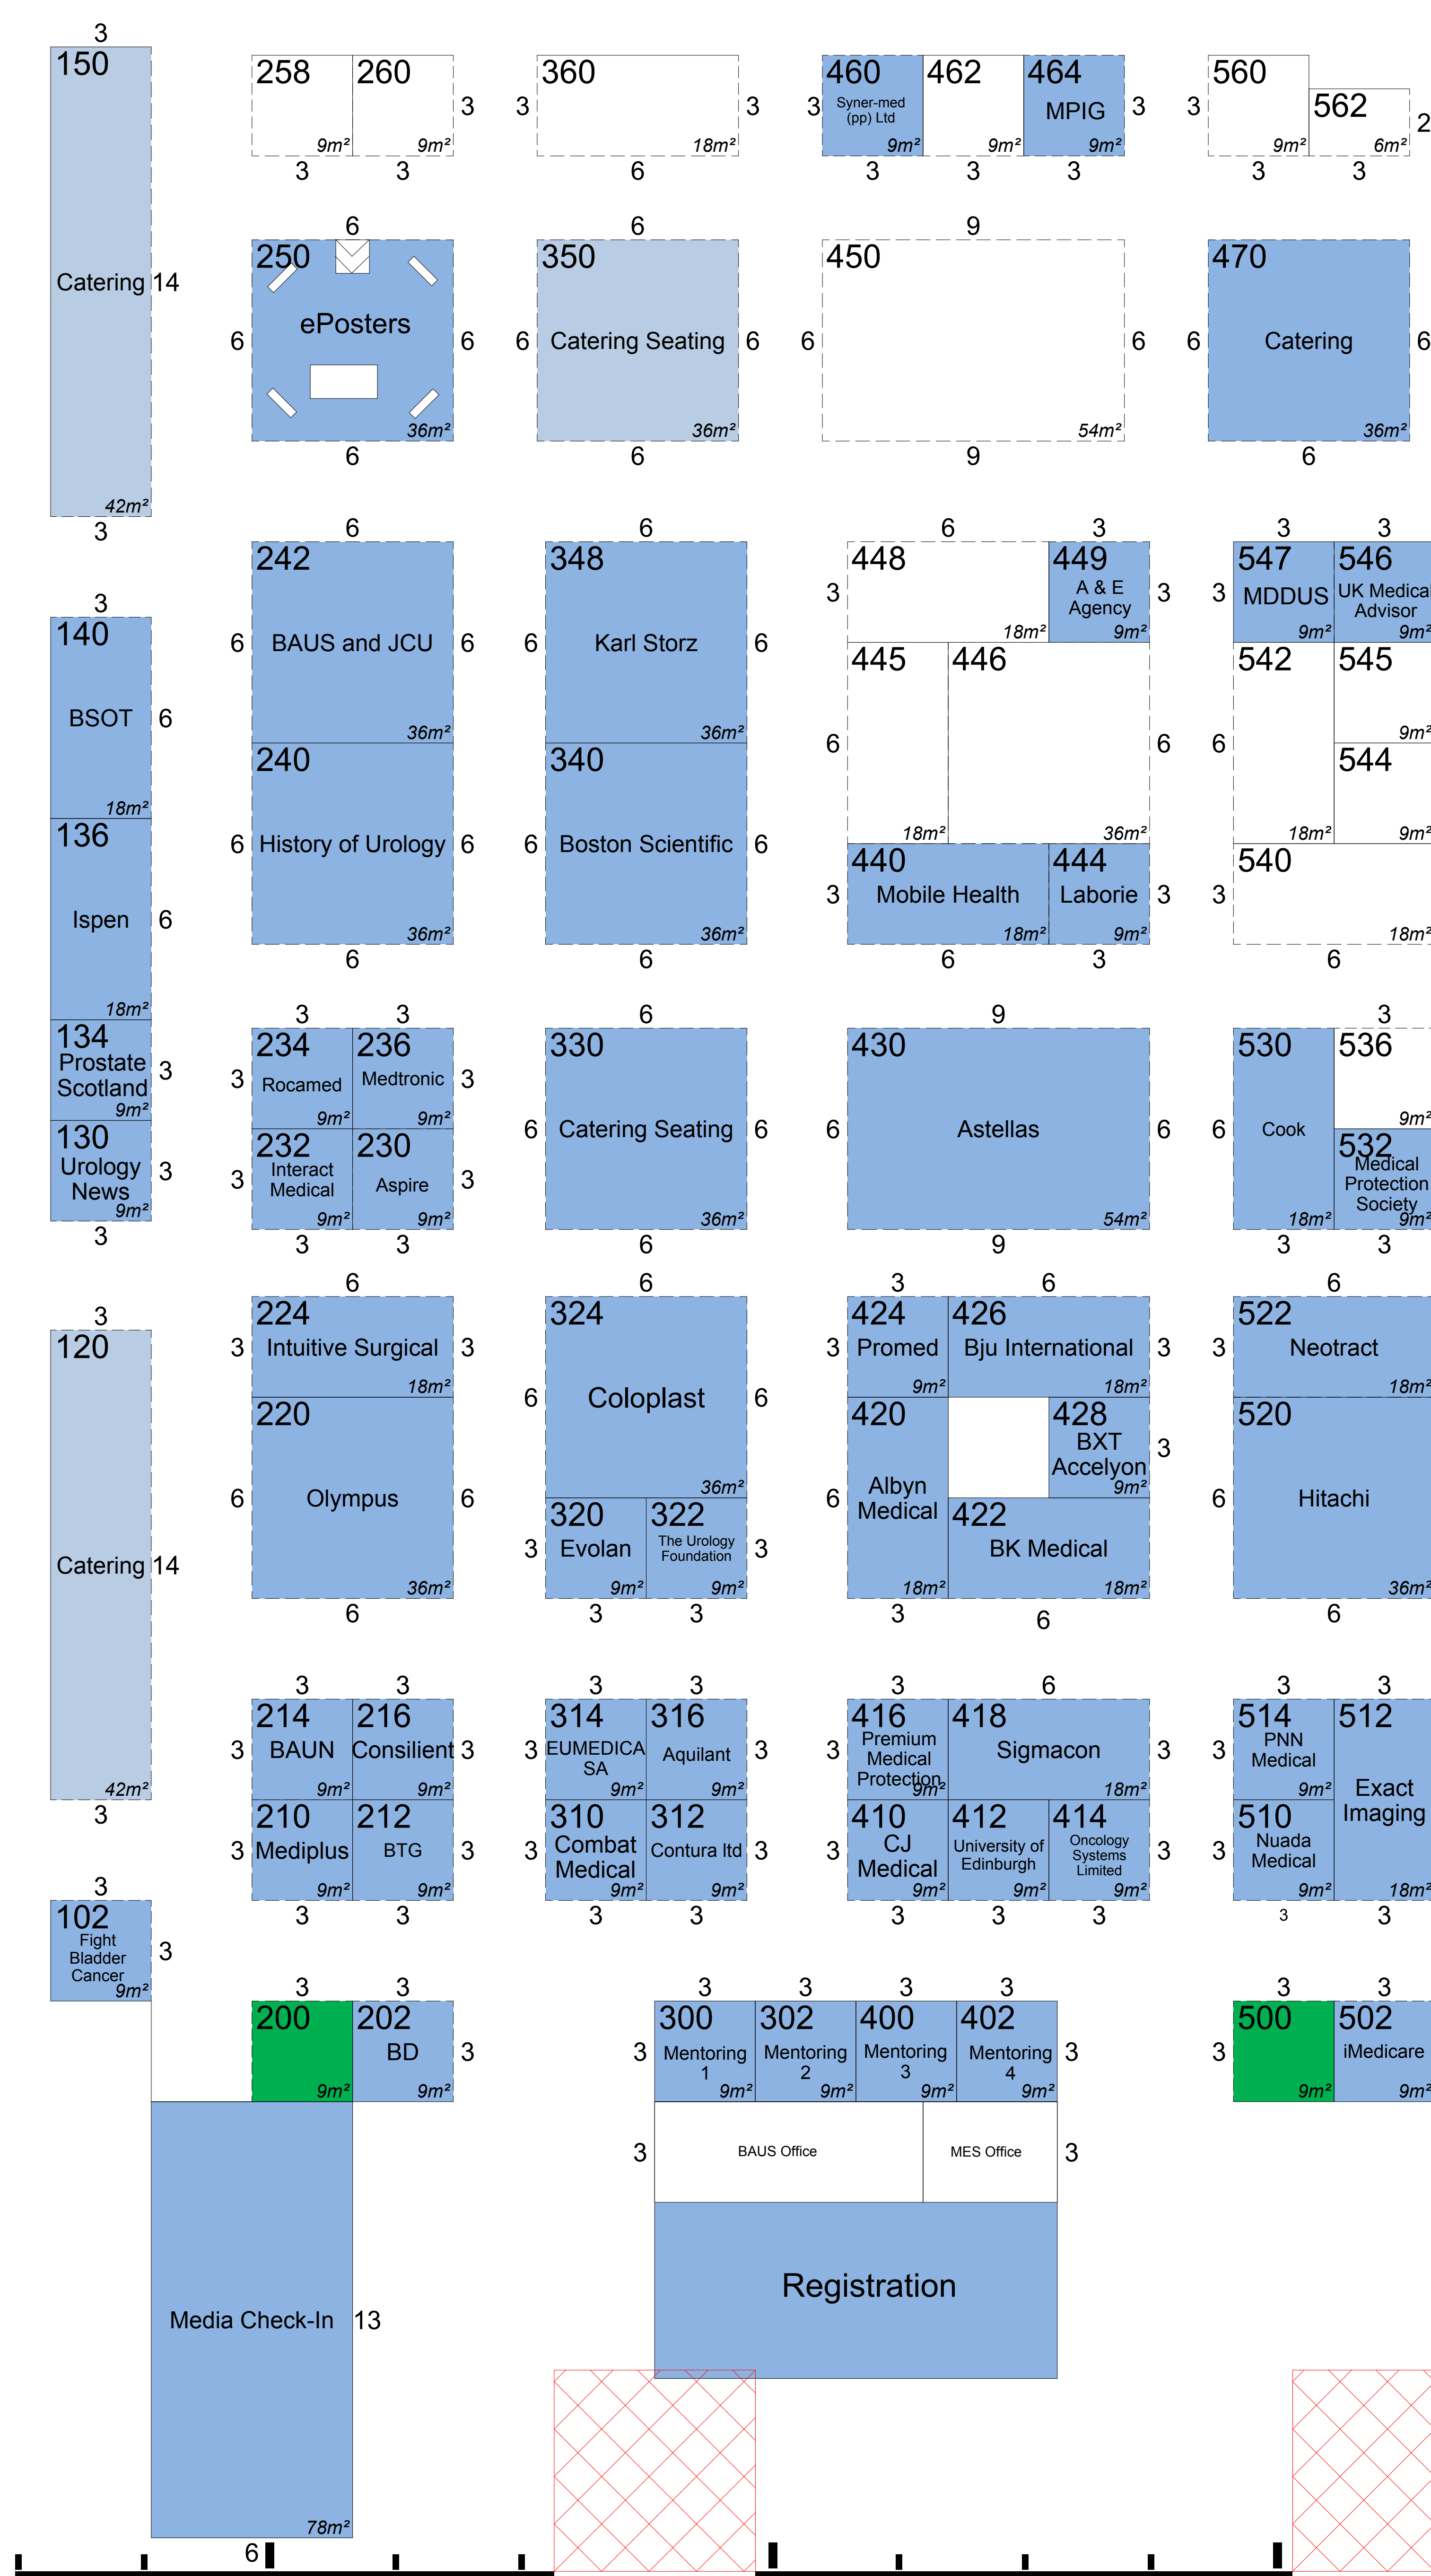 3
150
Catering
14
42m²
3
258
9m²
3
260
9m²
3
3
360
18m²
3
3
6
460
Syner-med
(pp) Ltd
9m²
3
3
462
9m²
3
464
MPIG
9m²
3
3
560
9m²
3
3
562
6m²
2
3
6
250
ePosters
36m²
6
6
6
6
350
Catering Seating
36m²
6
6
6
9
450
54m²
6
6
9
470
Catering
36m²
6
6
6
3
140
BSOT
18m²
6
136
Ispen
18m²
6
134
Prostate
Scotland
9m²
3
130
Urology
News
9m²
3
3
6
242
BAUS and JCU
36m²
6
6
240
History of Urology
36m²
6
6
6
6
348
Karl Storz
36m²
6
6
340
Boston Scientific
36m²
6
6
6
6
3
448
18m²
3
449
A & E
Agency
9m²
3
445
18m²
6
446
36m²
6
440
Mobile Health
18m²
3
444
Laborie
9m²
3
6
3
3
3
547
MDDUS
9m²
3
546
UK Medical
Advisor
9m²
542
18m²
6
545
9m²
544
9m²
540
18m²
3
6
3
3
234
Rocamed
9m²
3
236
Medtronic
9m²
3
232
Interact
Medical
9m²
3
230
Aspire
9m²
3
3
3
6
330
Catering Seating
36m²
6
6
6
9
430
Astellas
54m²
6
6
9
3
530
Cook
18m²
6
536
9m²
532
Medical
Protection
Society
9m²
3
3
3
120
Catering
14
42m²
3
6
224
Intuitive Surgical
18m²
3
3
220
Olympus
36m²
6
6
6
6
324
Coloplast
36m²
6
6
320
Evolan
9m²
3
322
The Urology
Foundation
9m²
3
3
3
3
6
424
Promed
9m²
3
426
Bju International
18m²
3
420
Albyn
Medical
18m²
6
428
BXT
Accelyon
9m²
3
422
BK Medical
18m²
3
6
6
522
Neotract
18m²
3
520
Hitachi
36m²
6
6
3
3
214
BAUN
9m²
3
216
Consilient
9m²
3
210
Mediplus
9m²
3
212
BTG
9m²
3
3
3
3
3
314
EUMEDICA
SA
9m²
3
316
Aquilant
9m²
3
310
Combat
Medical
9m²
3
312
Contura ltd
9m²
3
3
3
3
6
416
Premium
Medical
Protection
9m²
3
418
Sigmacon
18m²
3
410
CJ
Medical
9m²
3
412
University of
Edinburgh
9m²
414
Oncology
Systems
Limited
9m²
3
3
3
3
3
3
514
PNN
Medical
9m²
3
512
Exact
Imaging
18m²
510
Nuada
Medical
9m²
3
3
3
3
102
Fight
Bladder
Cancer
9m²
3
3
3
200
9m²
202
BD
9m²
3
3
3
3
3
300
Mentoring
1
9m²
3
302
Mentoring
2
9m²
400
Mentoring
3
9m²
402
Mentoring
4
9m²
3
3
3
500
9m²
3
502
iMedicare
9m²
3
BAUS Office
MES Office
3
Registration
Media Check-In
13
78m²
6